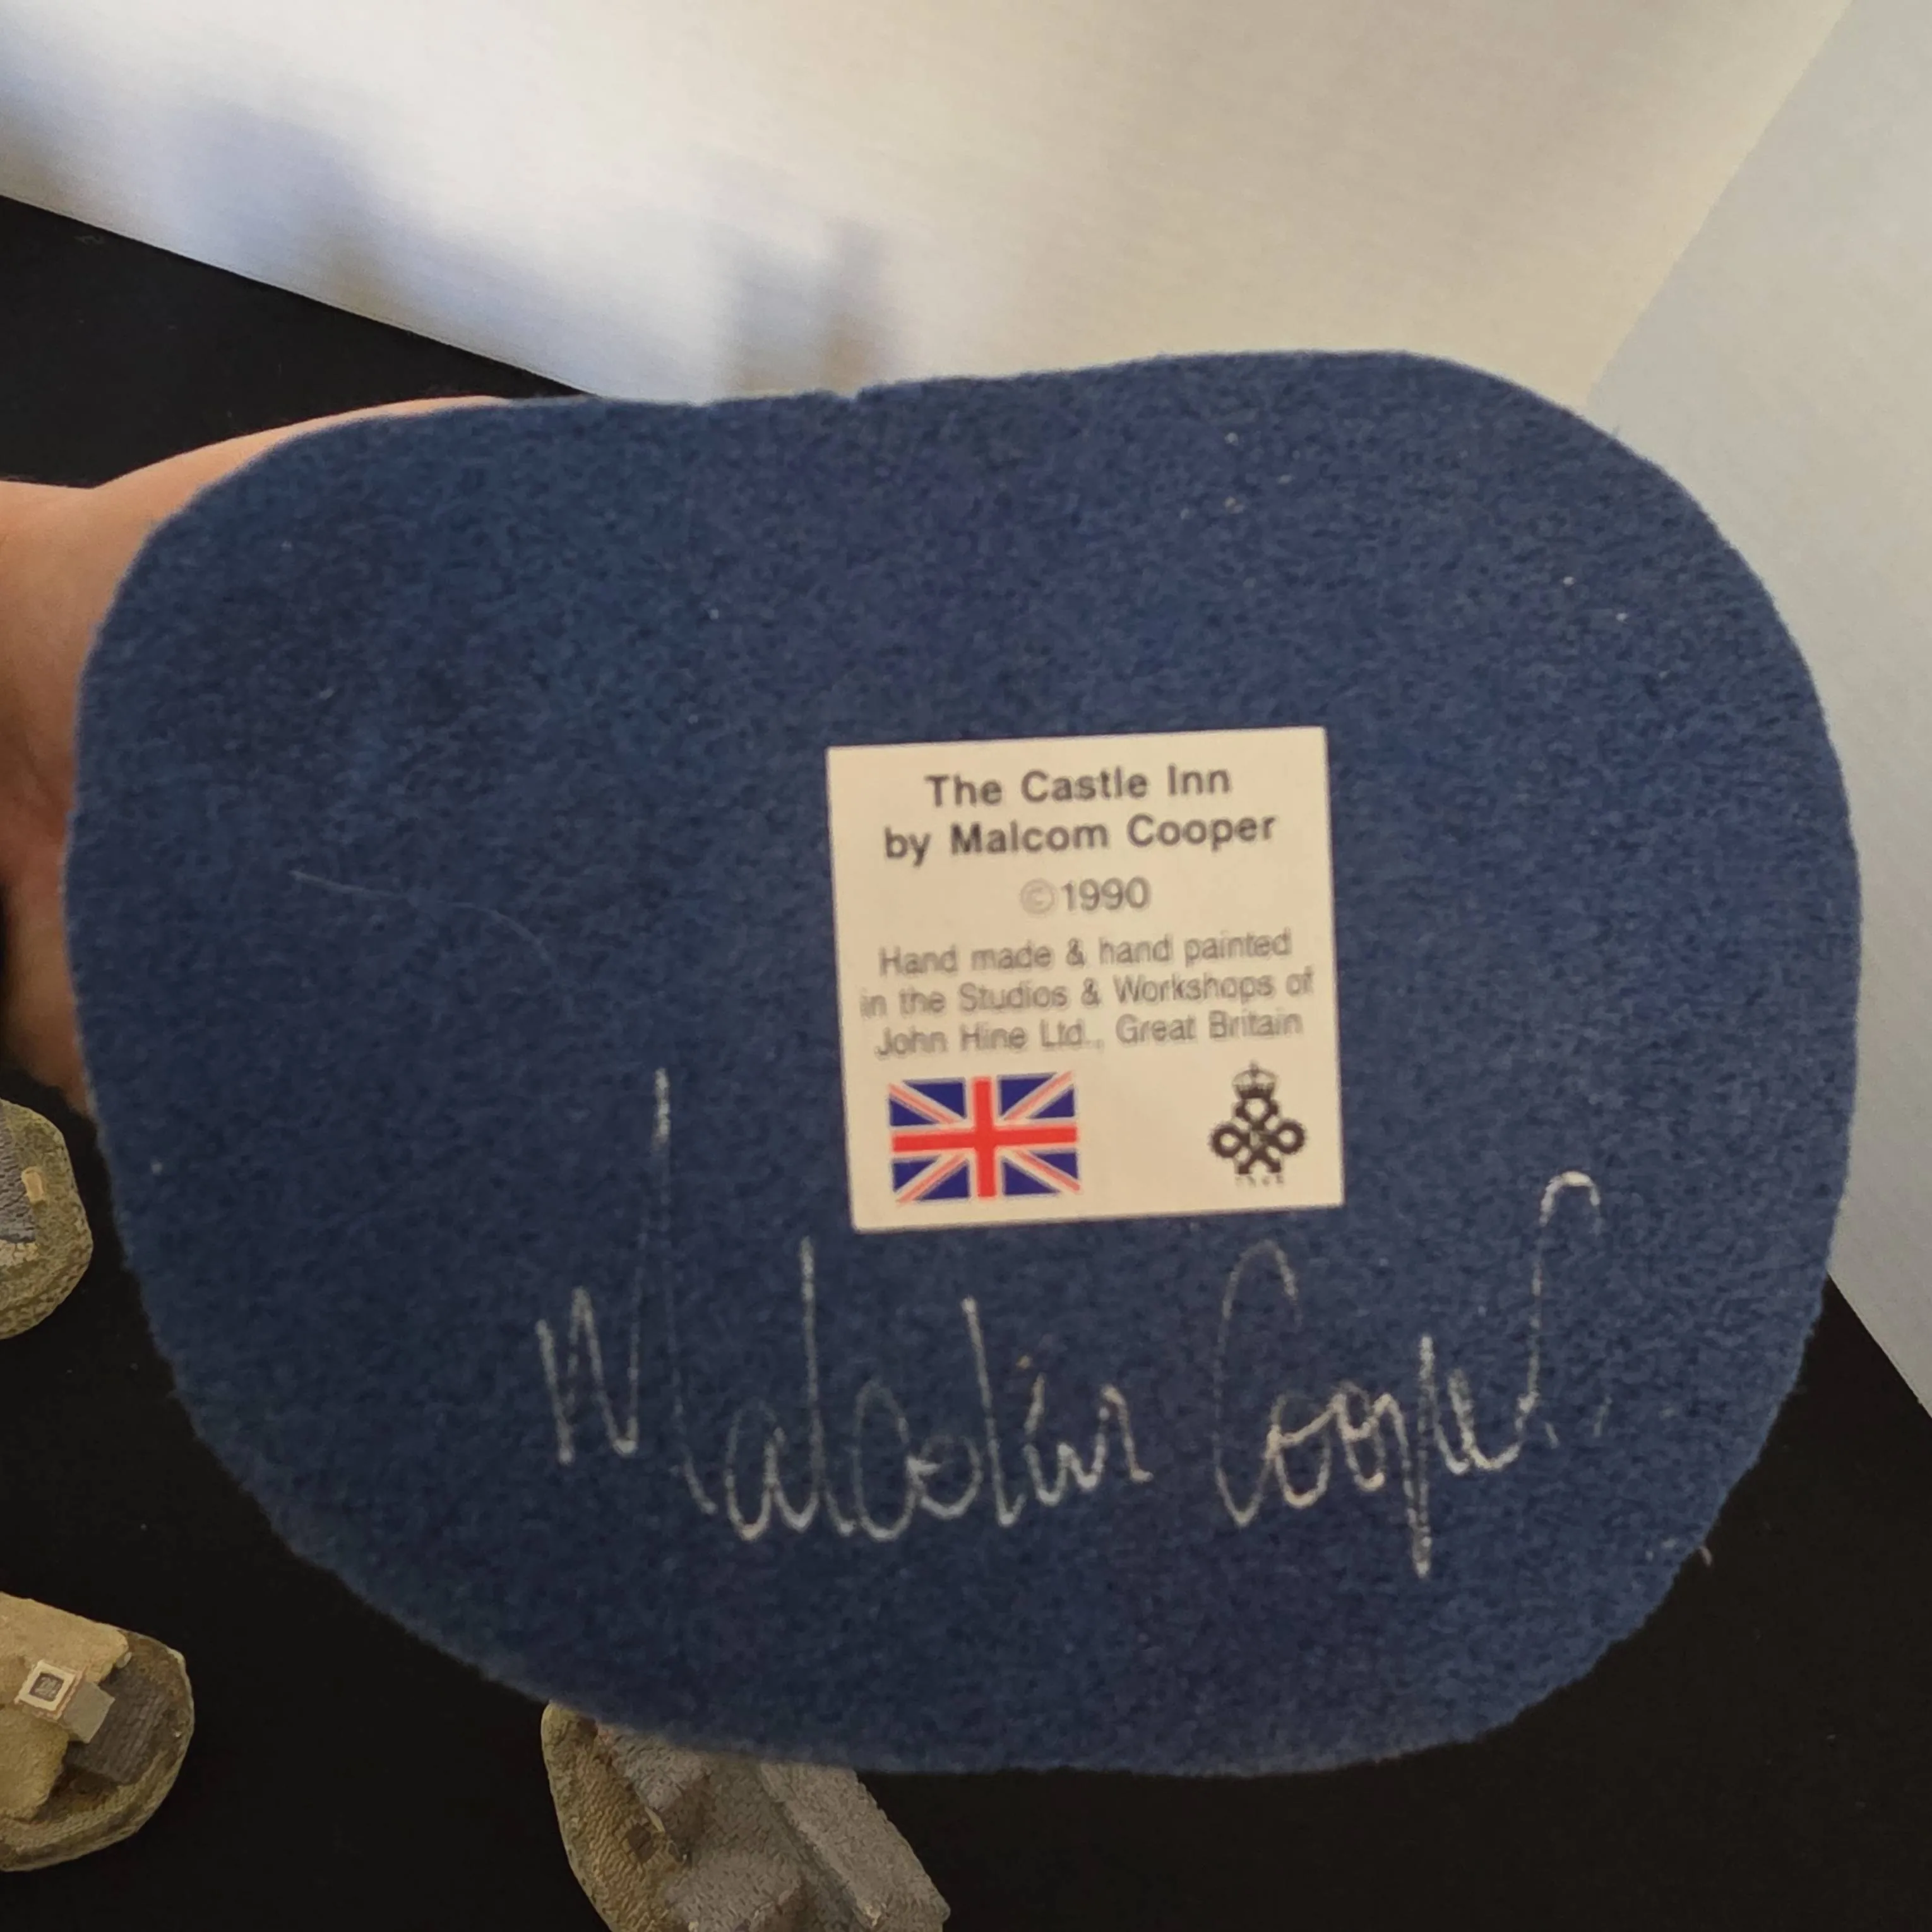 The Castle Inn
by Malcom Cooper
©1990
Hand made & hand painted
in the Studios & Workshops of
John Hine Ltd., Great Britain
Malcolm Cooper